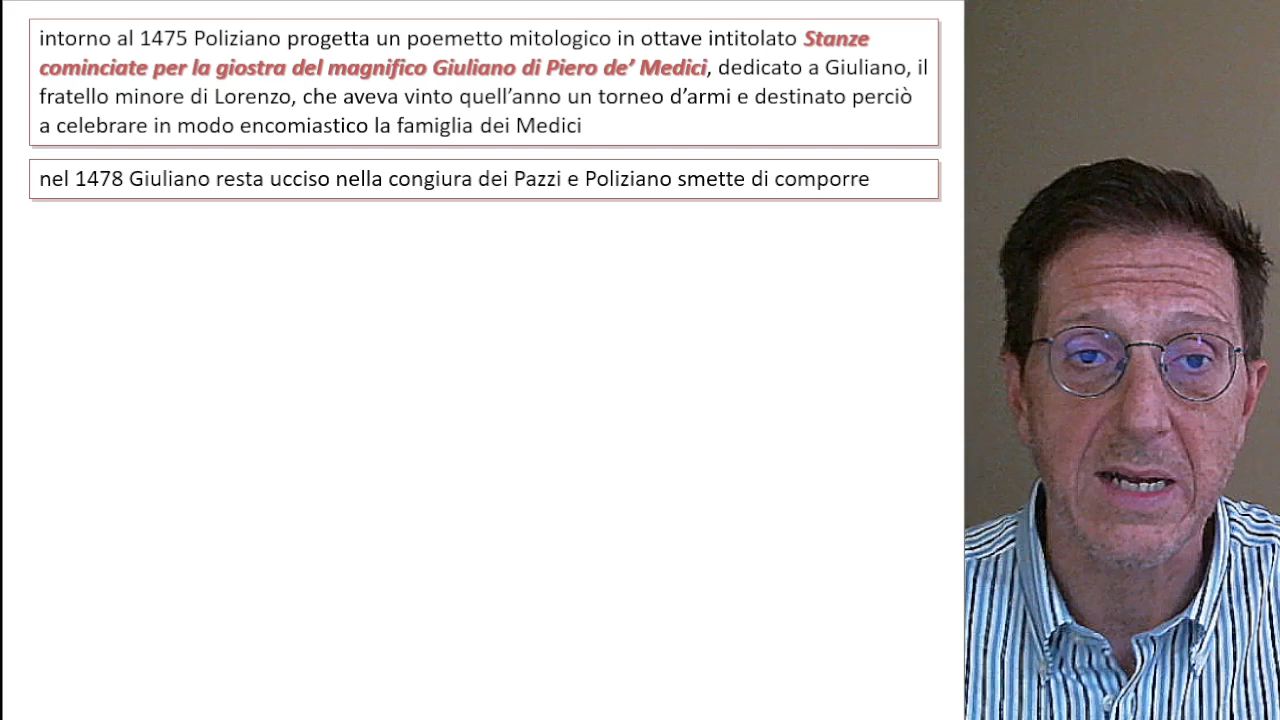 intorno al 1475 Poliziano progetta un poemetto mitologico in ottave intitolato Stanze
cominciate per la giostra del magnifico Giuliano di Piero de’ Medici, dedicato a Giuliano, il
fratello minore di Lorenzo, che aveva vinto quell’anno un torneo d’armi e destinato perciò
a celebrare in modo encomiastico la famiglia dei Medici
nel 1478 Giuliano resta ucciso nella congiura dei Pazzi e Poliziano smette di comporre